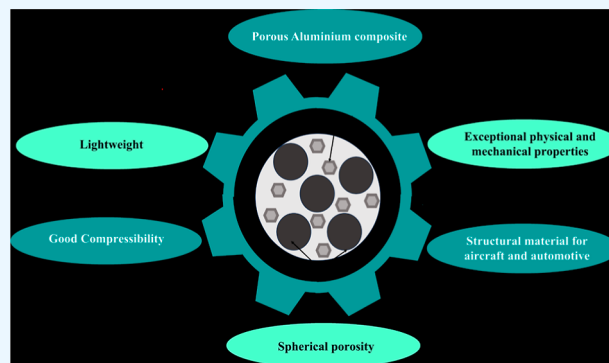 Porous Aluminium composite
Lightweight
Exceptional physical and
mechanical properties
Good Compressibility
Structural material for
aircraft and automotive
Spherical porosity